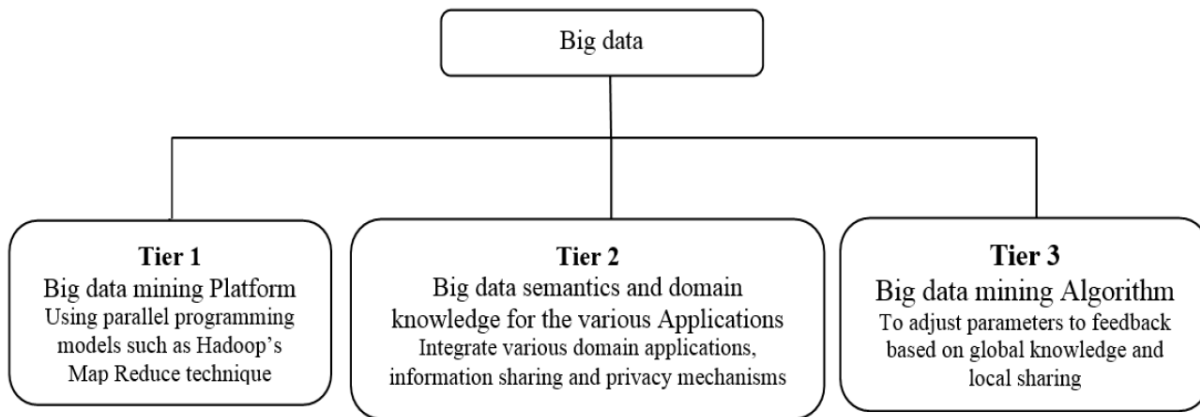 Big data
Tier 1
Big data mining Platform
Using parallel programming
models such as Hadoop's
Map Reduce technique
Tier 2
Big data semantics and domain
knowledge for the various Applications
Integrate various domain applications,
information sharing and privacy mechanisms
Tier 3
Big data mining Algorithm
To adjust parameters to feedback
based on global knowledge and
local sharing